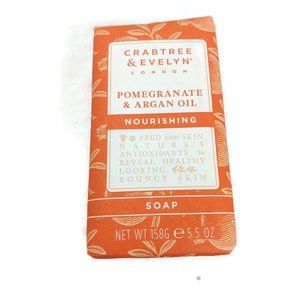 CRABTREE
& EVELYN®
LONDON
POMEGRANATE
& ARGAN OIL
NOURISHING
FEED your SKIN
NATURE'S
ANTIOXIDANTS to
REVEAL HEALTHY
LOOKING,
BOUNCY SKIN
SOAP
NET WT 158G ℮ 5.5 OZ